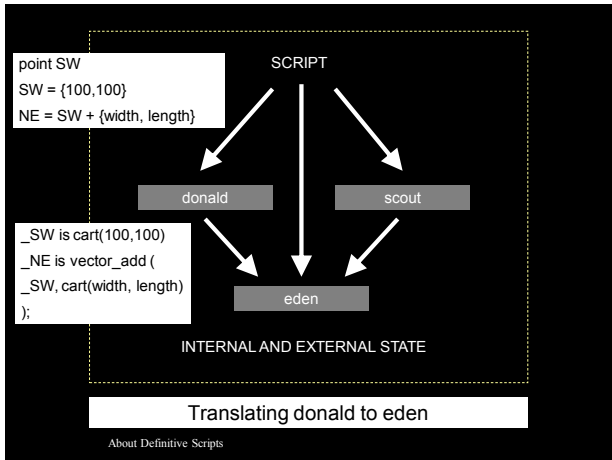 point SW
SW = {100,100}
NE = SW + {width, length}
SCRIPT
donald
scout
_SW is cart(100,100)
_NE is vector_add (
_SW, cart(width, length)
);
eden
INTERNAL AND EXTERNAL STATE
Translating donald to eden
About Definitive Scripts